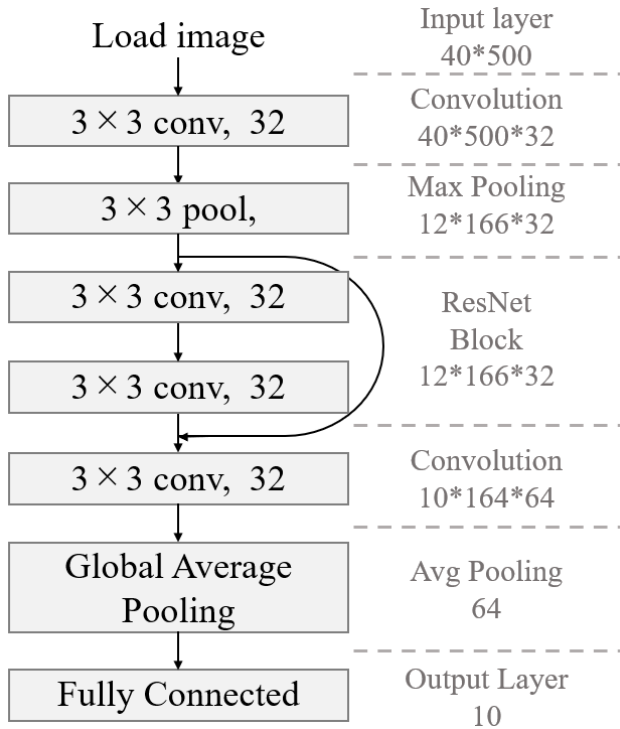 Load image
Input layer
40*500
3×3 conv, 32
Convolution
40*500*32
3×3 pool,
Max Pooling
12*166*32
3×3 conv, 32
3×3 conv, 32
ResNet
Block
12*166*32
3×3 conv, 32
Convolution
10*164*64
Global Average
Pooling
Avg Pooling
64
Fully Connected
Output Layer
10